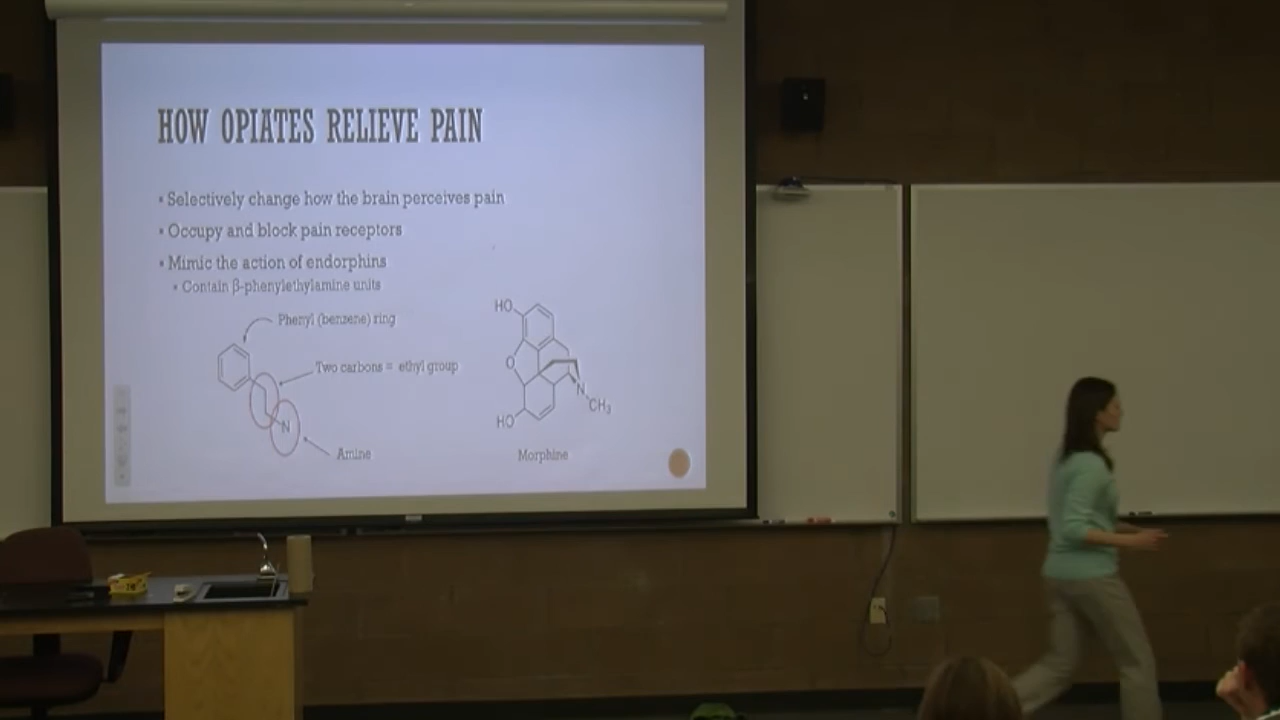 HOW OPIATES RELIEVE PAIN
▪ Selectively change how the brain perceives pain
▪ Occupy and block pain receptors
▪ Mimic the action of endorphins
▪ Contain β-phenylethylamine units
Phenyl (benzene) ring
Two carbons = ethyl group
N
Amine
HO
O
N
CH3
HO
Morphine